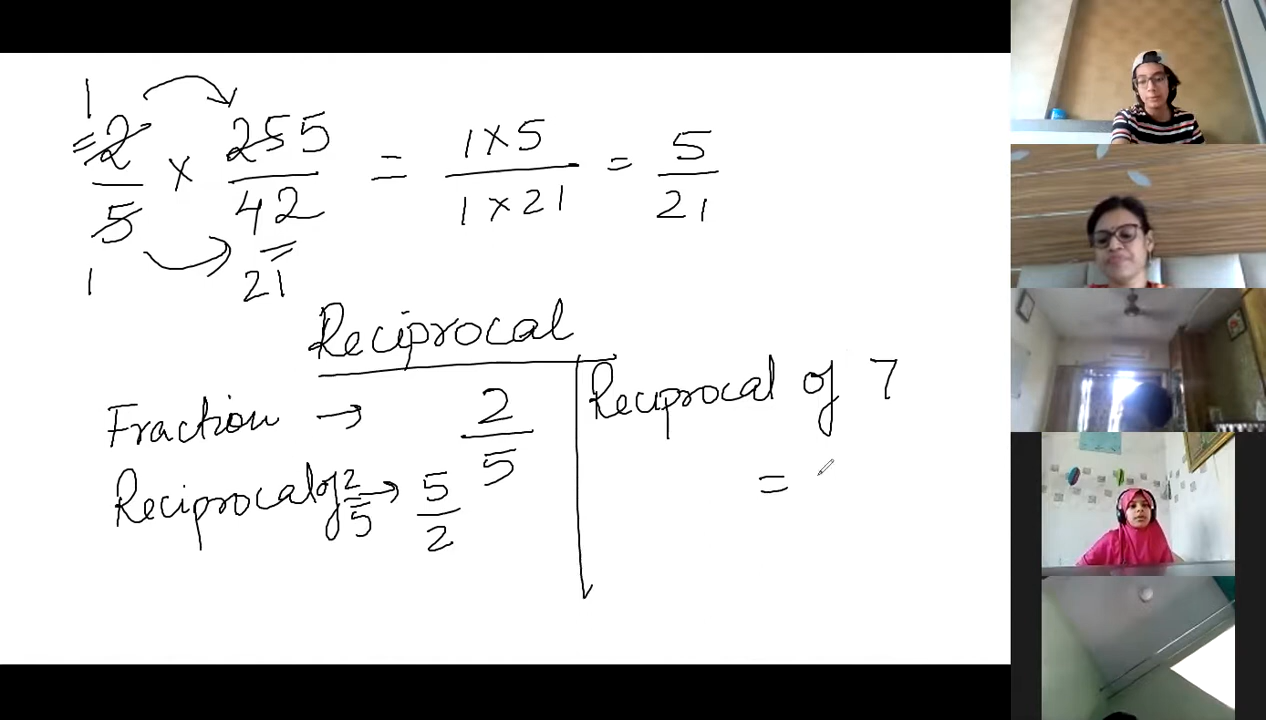 1
= 2/5 × 255/42 = 1×5/1×21 = 5/21
1 21
Reciprocal
Fraction → 2/5
Reciprocal of 2/5 → 5/2
Reciprocal of 7
=